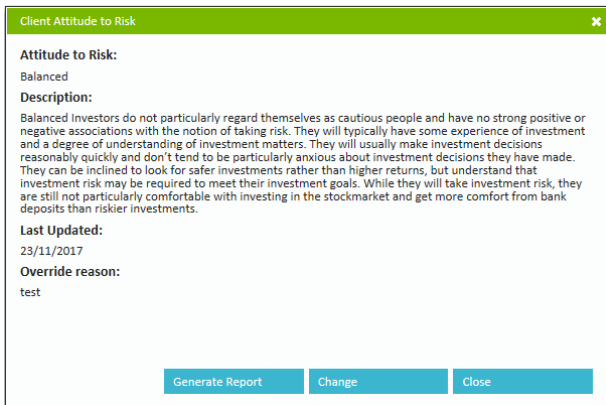 Client Attitude to Risk
Attitude to Risk:
Balanced
Description:
Balanced Investors do not particularly regard themselves as cautious people and have no strong positive or
negative associations with the notion of taking risk. They will typically have some experience of investment
and a degree of understanding of investment matters. They will usually make investment decisions
reasonably quickly and don't tend to be particularly anxious about investment decisions they have made.
They can be inclined to look for safer investments rather than higher returns, but understand that
investment risk may be required to meet their investment goals. While they will take investment risk, they
are still not particularly comfortable with investing in the stockmarket and get more comfort from bank
deposits than riskier investments.
Last Updated:
23/11/2017
Override reason:
test
Generate Report Change Close